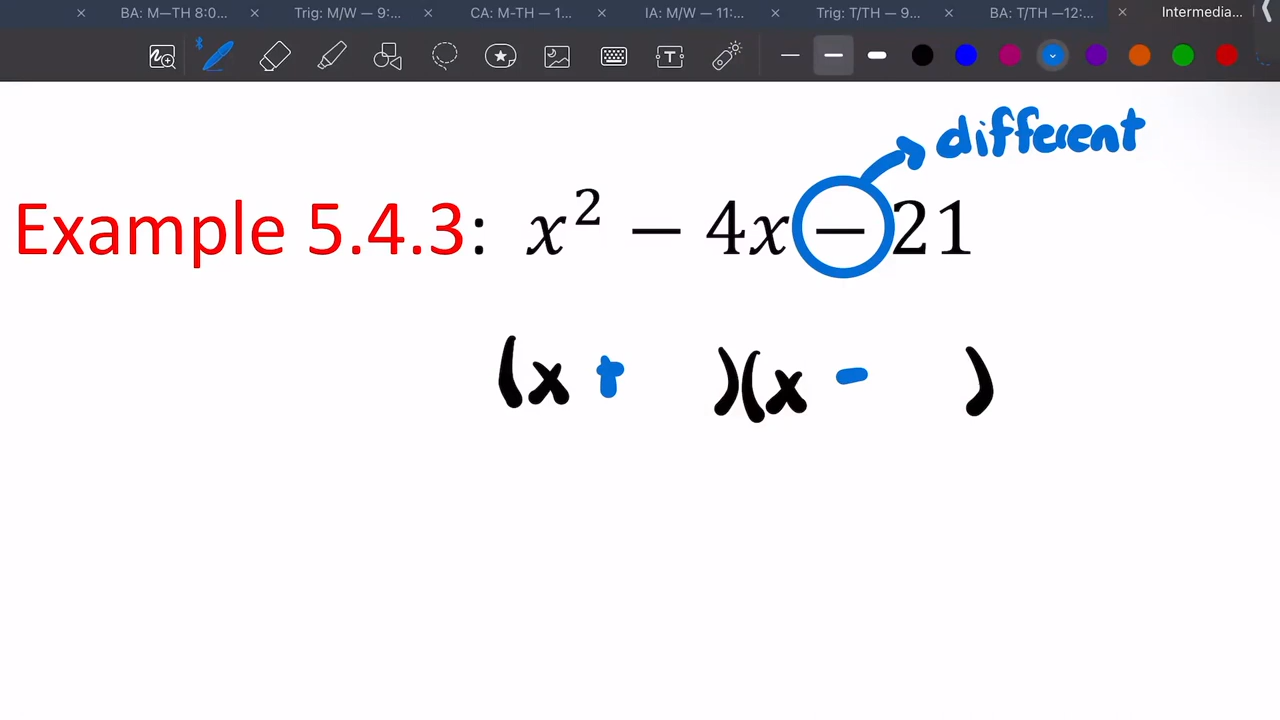 BA: M—TH 8:0... Trig: M/W — 9:... CA: M-TH — 1... IA: M/W — 11:... Trig: T/TH — 9... BA: T/TH —12:... Intermedia...
different
Example 5.4.3: x² − 4x − 21
(x + )(x − )